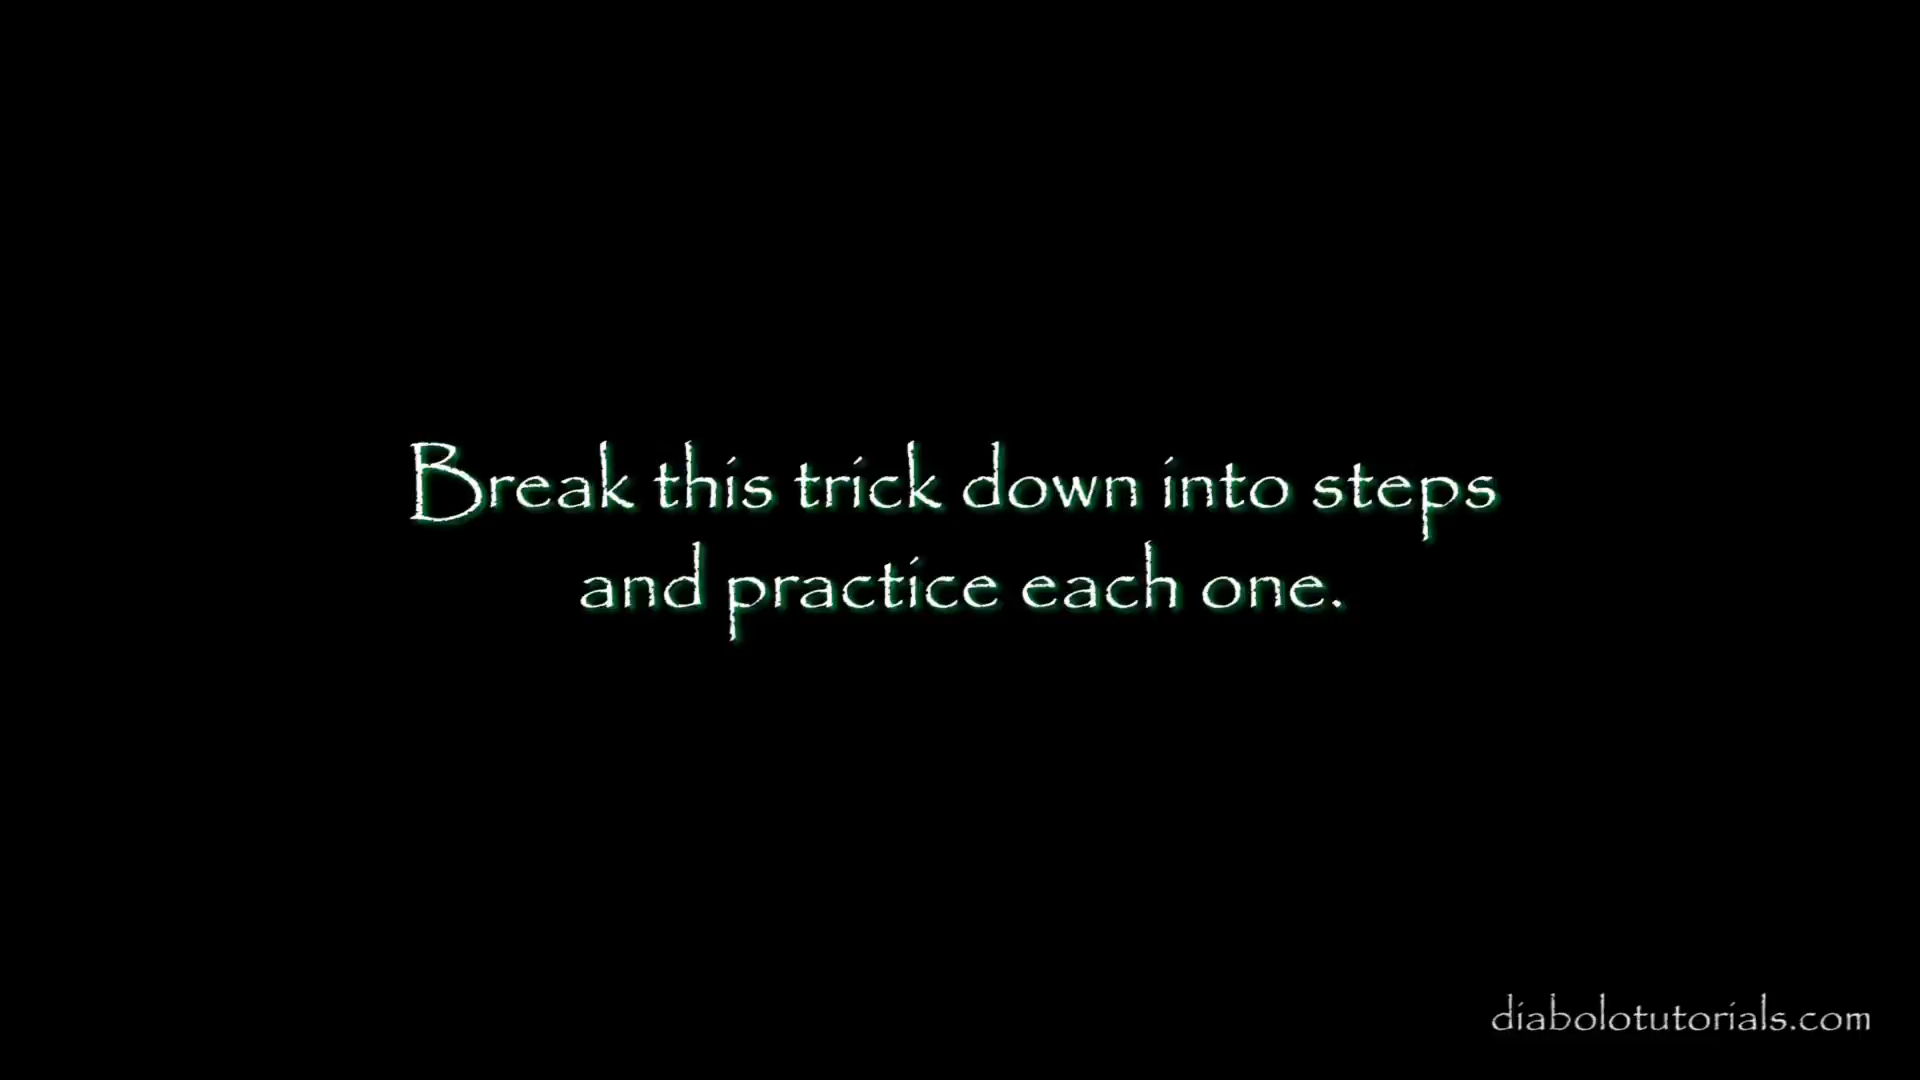 Break this trick down into steps
and practice each one.
diabolotutorials.com